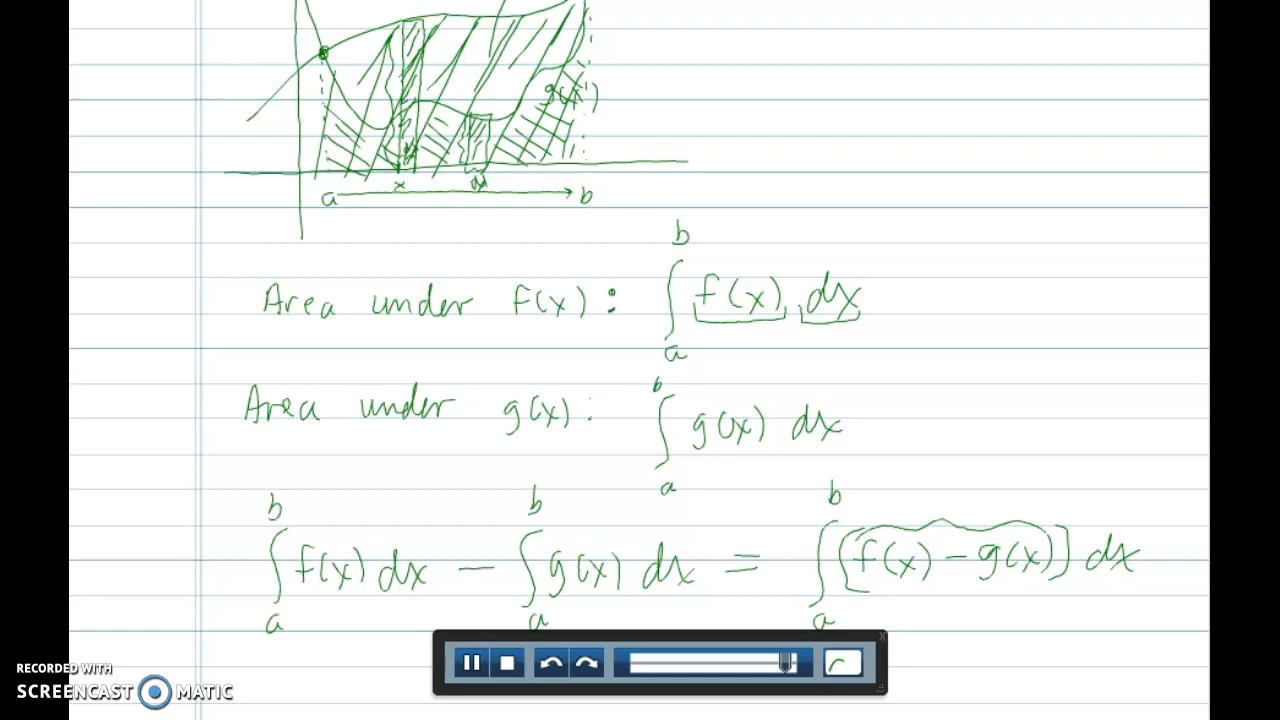 g(x)
x dx
a b
Area under f(x) : ∫_a^b f(x) dx
Area under g(x) : ∫_a^b g(x) dx
∫_a^b f(x) dx − ∫_a^b g(x) dx = ∫_a^b [f(x) − g(x)] dx
RECORDED WITH
SCREENCAST MATIC